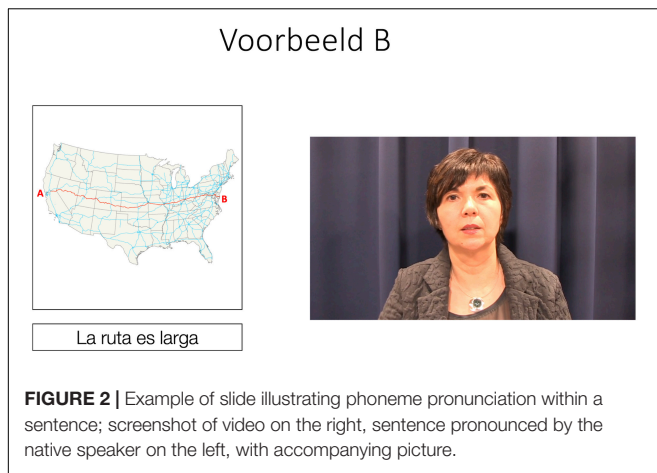 Voorbeeld B
A
B
La ruta es larga
FIGURE 2 | Example of slide illustrating phoneme pronunciation within a
sentence; screenshot of video on the right, sentence pronounced by the
native speaker on the left, with accompanying picture.